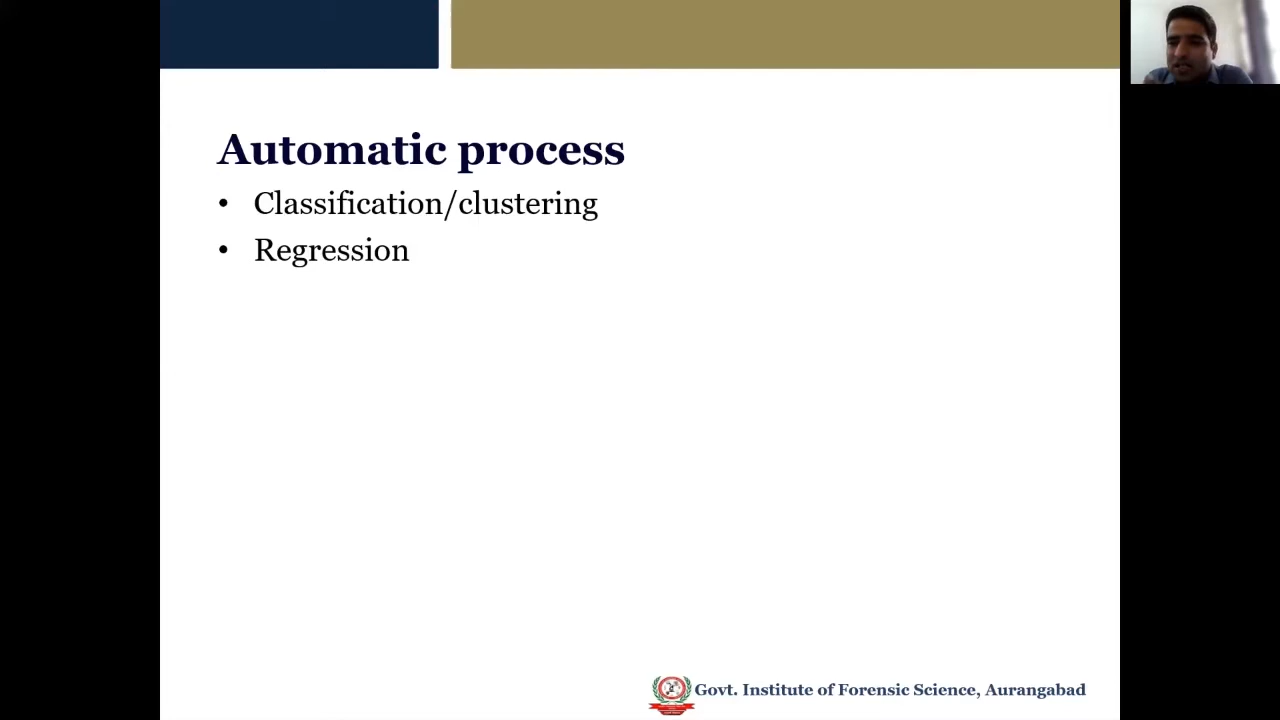 Automatic process
• Classification/clustering
• Regression
Govt. Institute of Forensic Science, Aurangabad